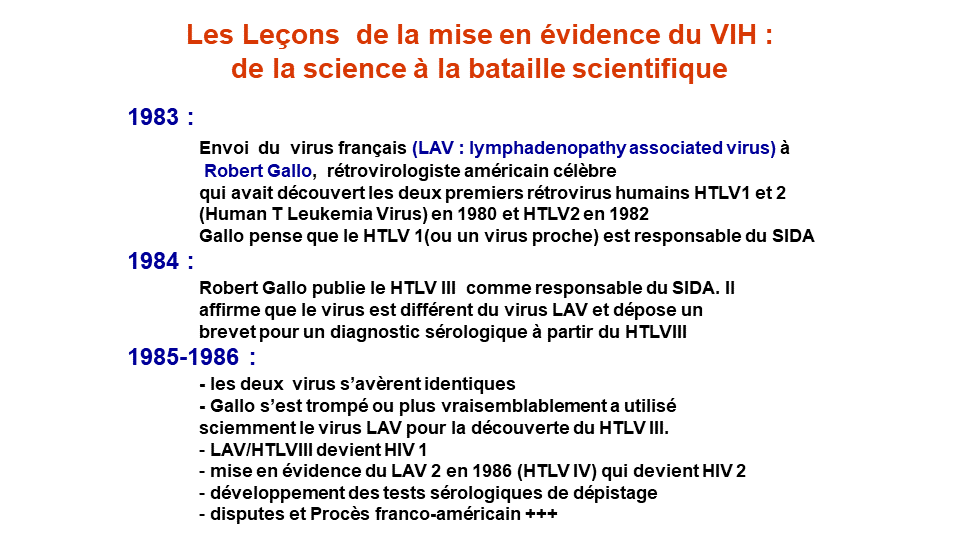 Les Leçons  de la mise en évidence du VIH :
de la science à la bataille scientifique
1983 :
Envoi  du  virus français (LAV : lymphadenopathy associated virus) à
Robert Gallo,  rétrovirologiste américain célèbre
qui avait découvert les deux premiers rétrovirus humains HTLV1 et 2
(Human T Leukemia Virus) en 1980 et HTLV2 en 1982
Gallo pense que le HTLV 1(ou un virus proche) est responsable du SIDA
1984 :
Robert Gallo publie le HTLV III  comme responsable du SIDA. Il
affirme que le virus est différent du virus LAV et dépose un
brevet pour un diagnostic sérologique à partir du HTLVIII
1985-1986 :
- les deux  virus s’avèrent identiques
- Gallo s’est trompé ou plus vraisemblablement a utilisé
sciemment le virus LAV pour la découverte du HTLV III.
- LAV/HTLVIII devient HIV 1
- mise en évidence du LAV 2 en 1986 (HTLV IV) qui devient HIV 2
- développement des tests sérologiques de dépistage
- disputes et Procès franco-américain +++